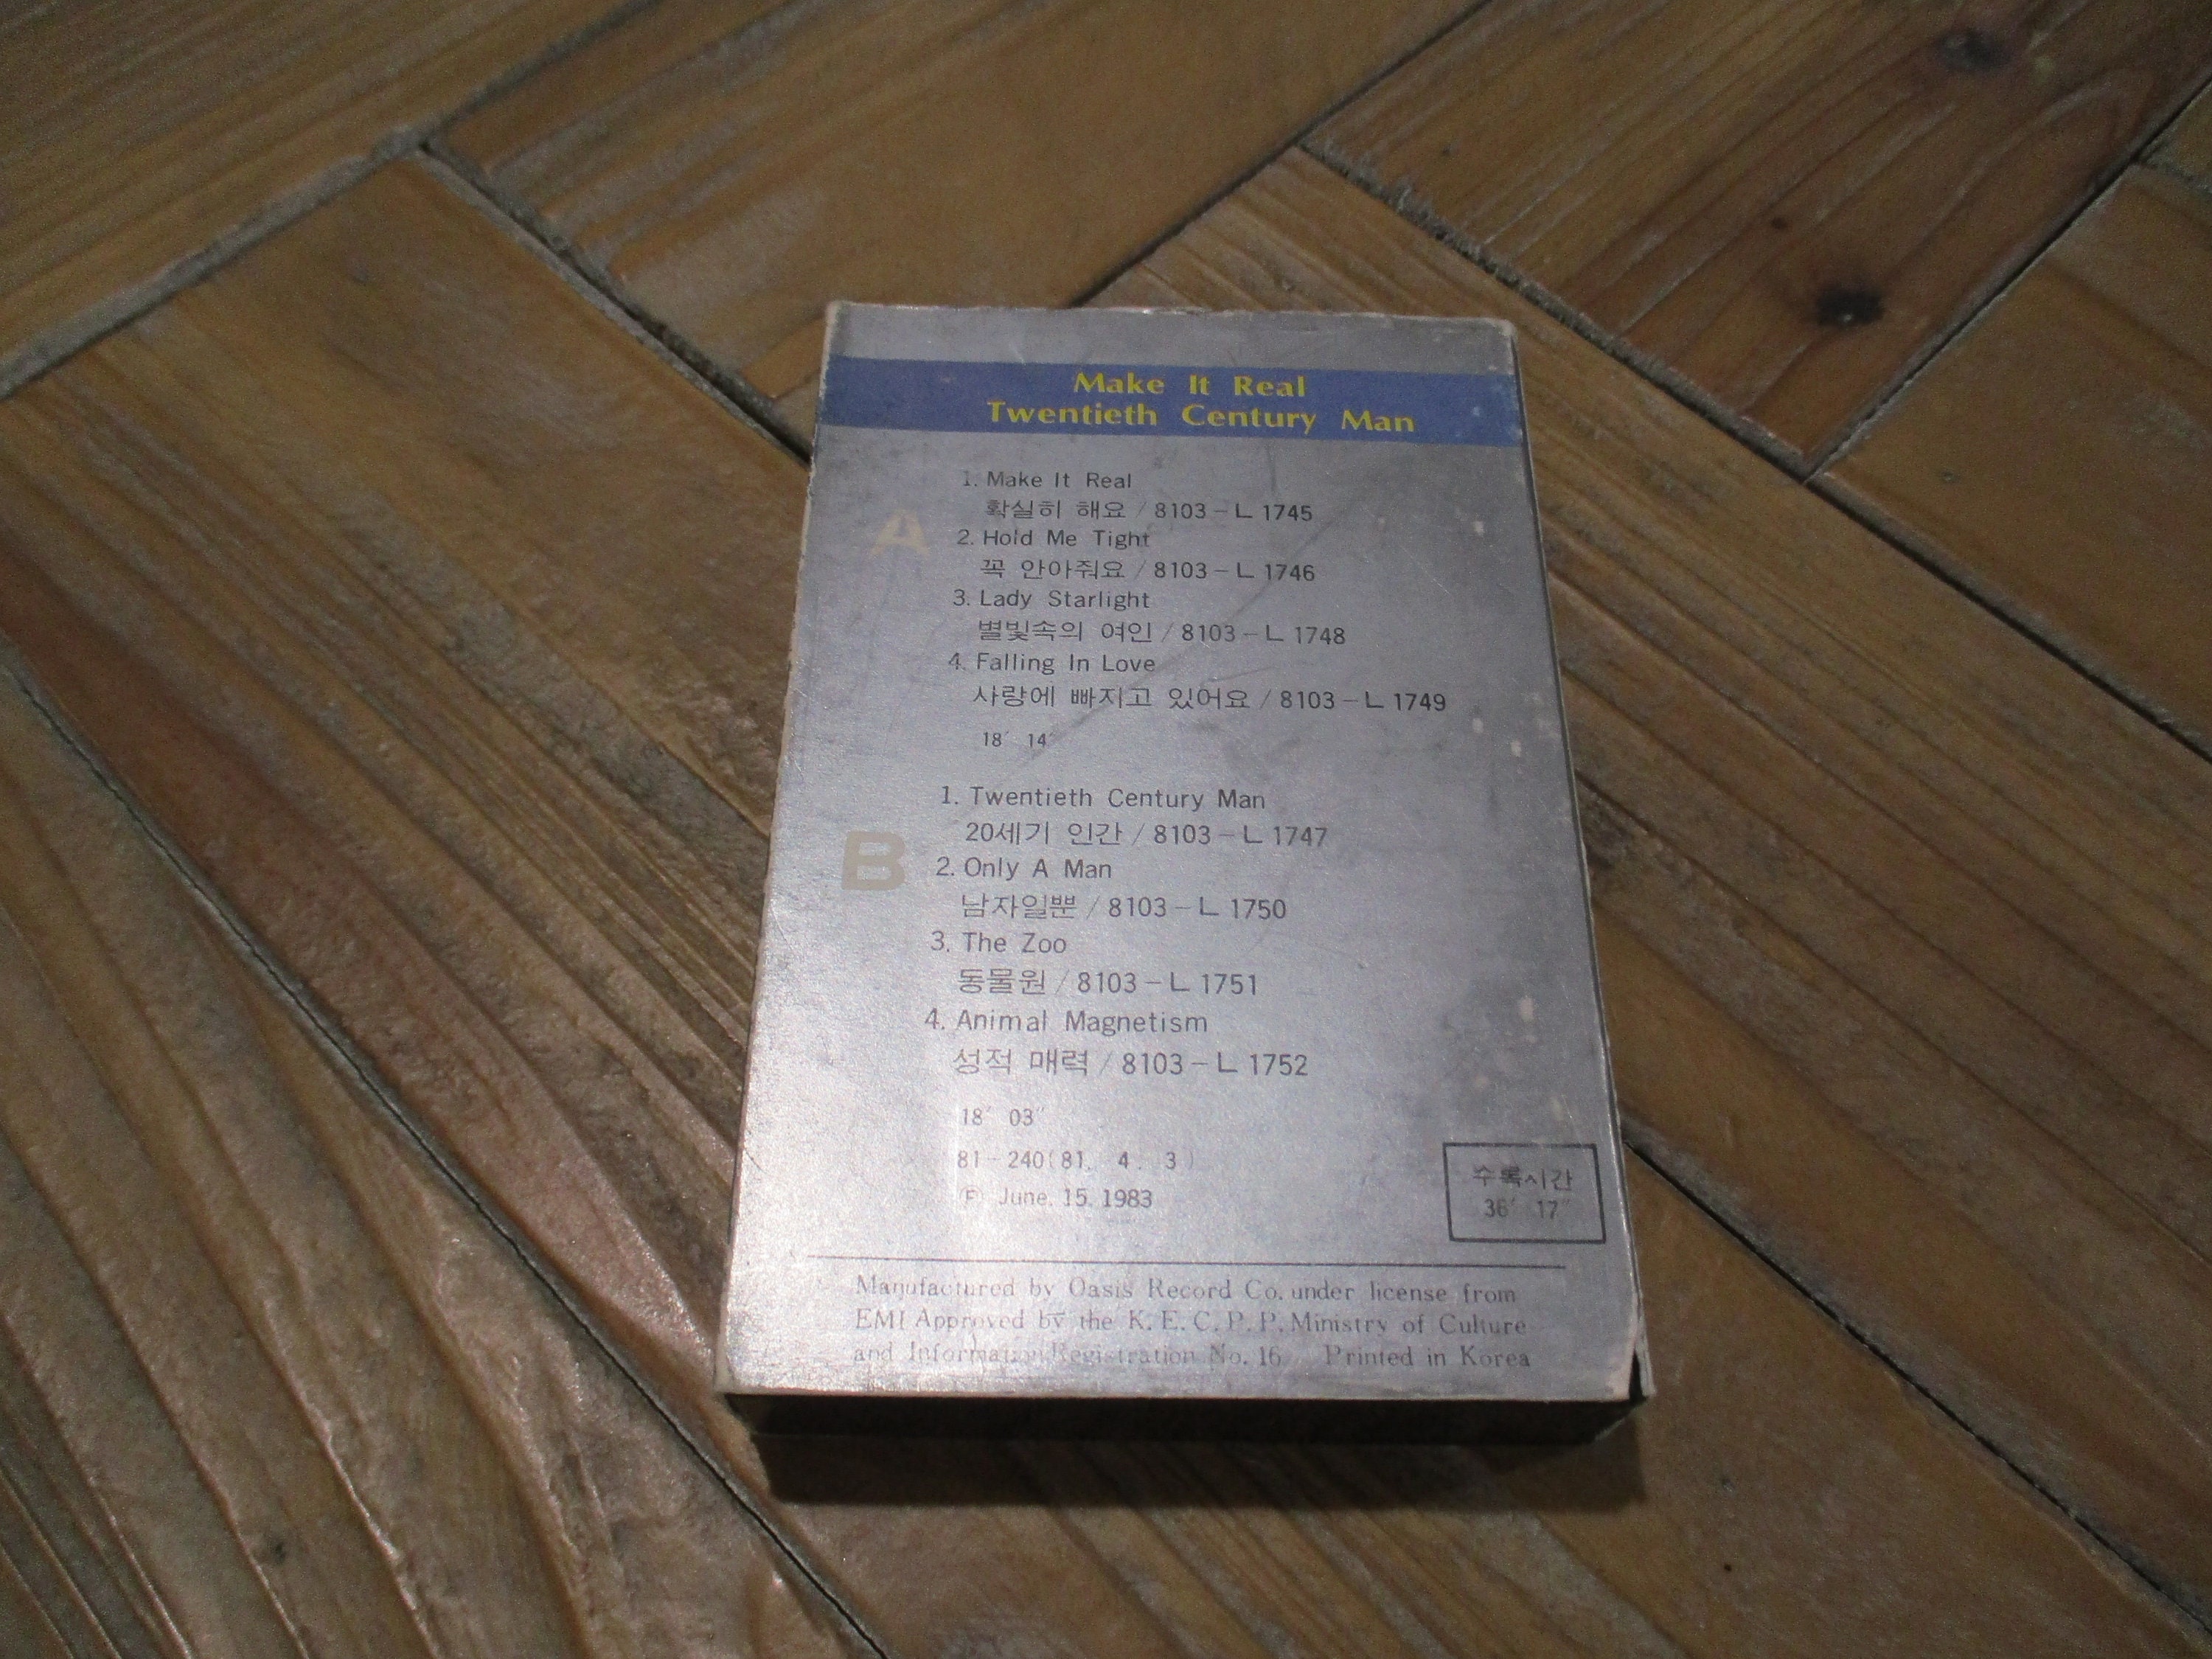 Make It Real
Twentieth Century Man
A
1. Make It Real
확실히 해요 / 8103-L 1745
2. Hold Me Tight
꼭 안아줘요 / 8103-L 1746
3. Lady Starlight
별빛속의 여인 / 8103-L 1748
4. Falling In Love
사랑에 빠지고 있어요 / 8103-L 1749
18′ 14″
B
1. Twentieth Century Man
20세기 인간 / 8103-L 1747
2. Only A Man
남자일뿐 / 8103-L 1750
3. The Zoo
동물원 / 8103-L 1751
4. Animal Magnetism
성적 매력 / 8103-L 1752
18′ 03″
81-240(81. 4. 3)
Ⓟ June. 15. 1983
수록시간
36′ 17″
Manufactured by Oasis Record Co. under license from
EMI Approved by the K. E. C. P. P. Ministry of Culture
and Information Registration No. 16 Printed in Korea